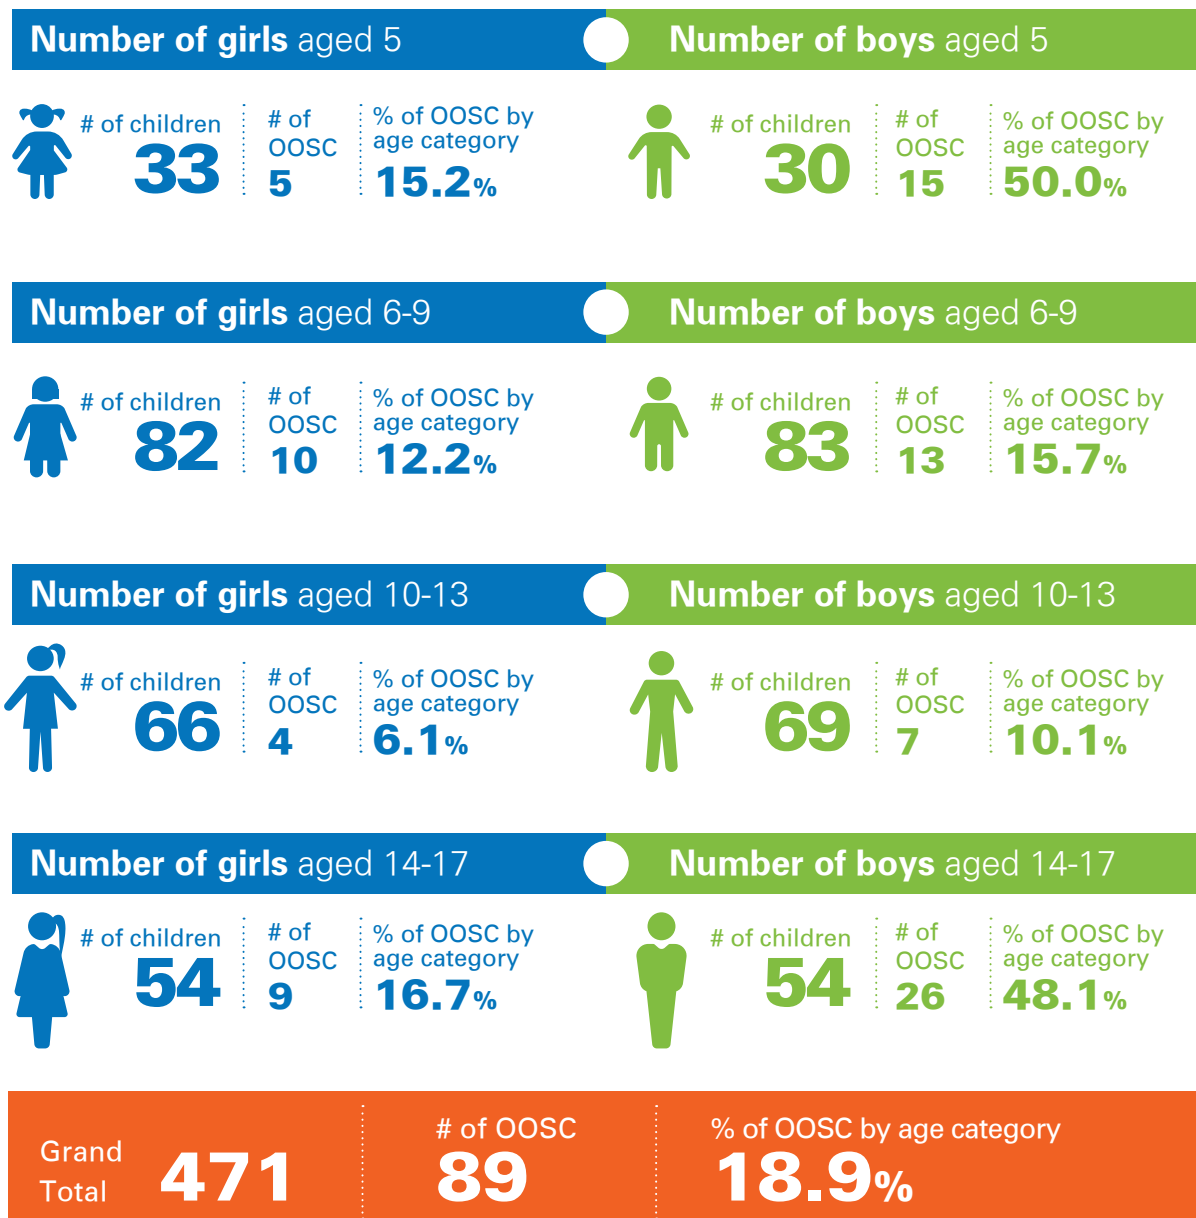 Number of girls aged 5
Number of boys aged 5
# of children
33
# of
OOSC
5
% of OOSC by
age category
15.2%
# of children
30
# of
OOSC
15
% of OOSC by
age category
50.0%
Number of girls aged 6-9
Number of boys aged 6-9
# of children
82
# of
OOSC
10
% of OOSC by
age category
12.2%
# of children
83
# of
OOSC
13
% of OOSC by
age category
15.7%
Number of girls aged 10-13
Number of boys aged 10-13
# of children
66
# of
OOSC
4
% of OOSC by
age category
6.1%
# of children
69
# of
OOSC
7
% of OOSC by
age category
10.1%
Number of girls aged 14-17
Number of boys aged 14-17
# of children
54
# of
OOSC
9
% of OOSC by
age category
16.7%
# of children
54
# of
OOSC
26
% of OOSC by
age category
48.1%
Grand
Total
471
# of OOSC
89
% of OOSC by age category
18.9%